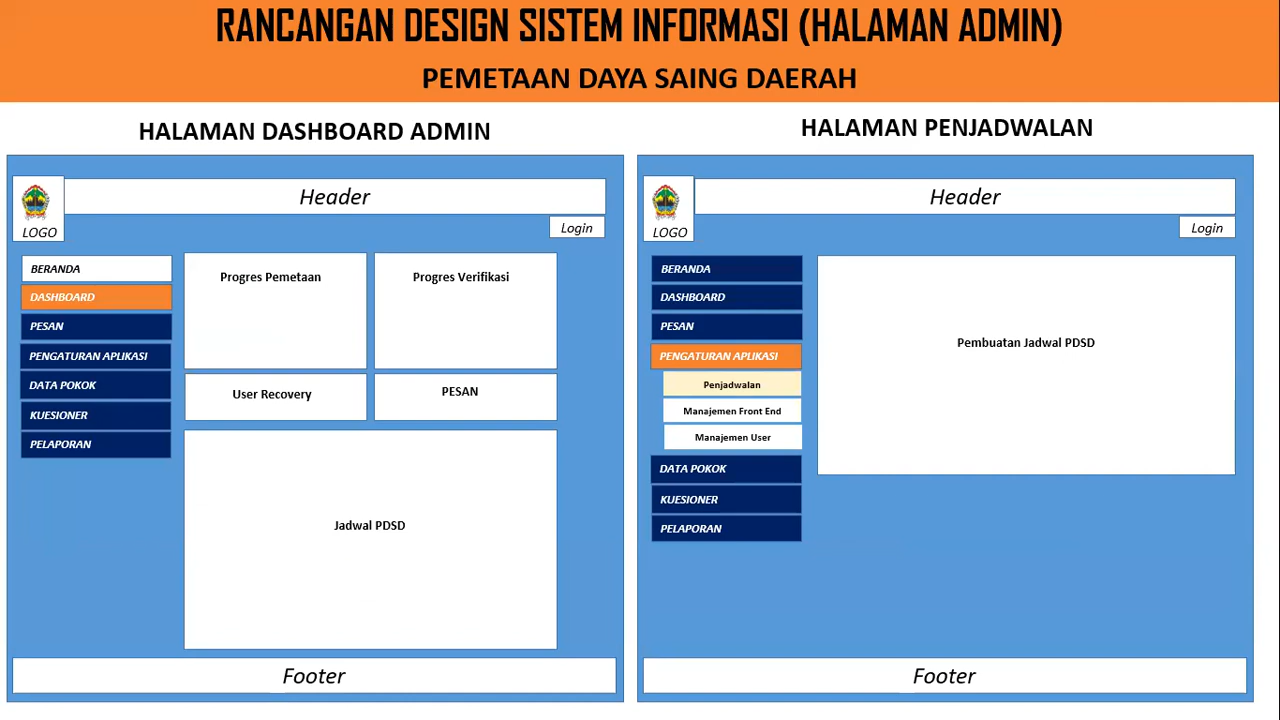 RANCANGAN DESIGN SISTEM INFORMASI (HALAMAN ADMIN)
PEMETAAN DAYA SAING DAERAH
HALAMAN DASHBOARD ADMIN
Header
LOGO
Login
BERANDA
DASHBOARD
PESAN
PENGATURAN APLIKASI
DATA POKOK
KUESIONER
PELAPORAN
Progres Pemetaan
Progres Verifikasi
User Recovery
PESAN
Jadwal PDSD
Footer
HALAMAN PENJADWALAN
Header
LOGO
Login
BERANDA
DASHBOARD
PESAN
PENGATURAN APLIKASI
Penjadwalan
Manajemen Front End
Manajemen User
DATA POKOK
KUESIONER
PELAPORAN
Pembuatan Jadwal PDSD
Footer